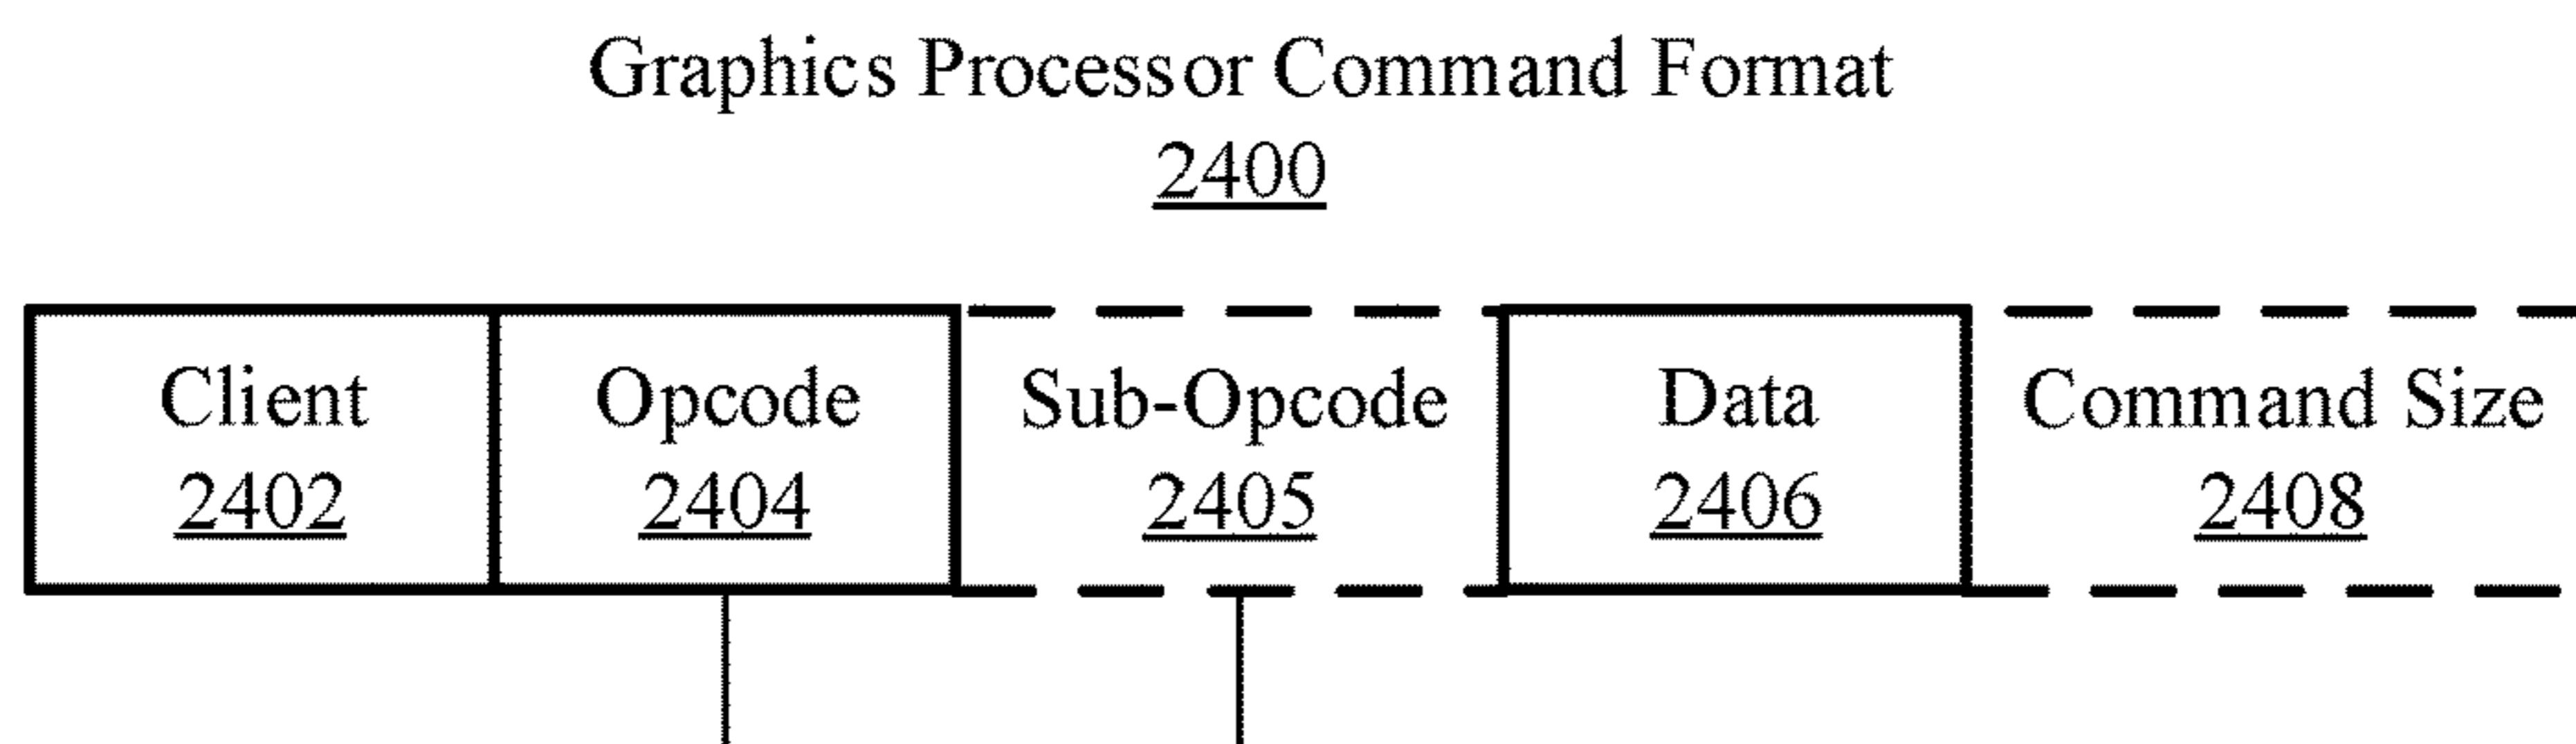 Graphics Processor Command Format
2400
Client Opcode Sub-Opcode Data Command Size
2402 2404 2405 2406 2408